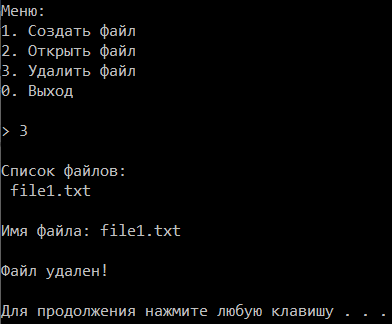 Меню:
1. Создать файл
2. Открыть файл
3. Удалить файл
0. Выход
> 3
Список файлов:
file1.txt
Имя файла: file1.txt
Файл удален!
Для продолжения нажмите любую клавишу . . .